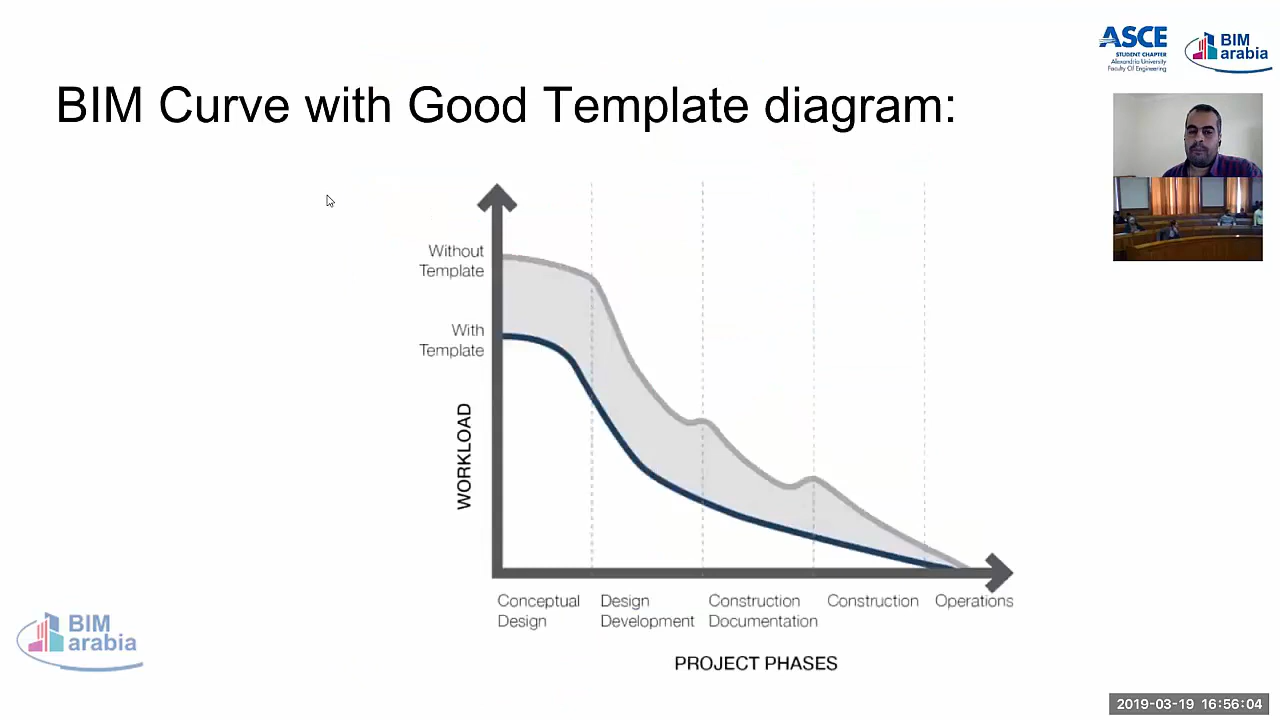 ASCE
STUDENT CHAPTER
Alexandria University
Faculty Of Engineering
BIM
arabia
BIM Curve with Good Template diagram:
Without
Template
With
Template
WORKLOAD
Conceptual
Design
Design
Development
Construction
Documentation
Construction
Operations
PROJECT PHASES
BIM
arabia
2019-03-19 16:56:04